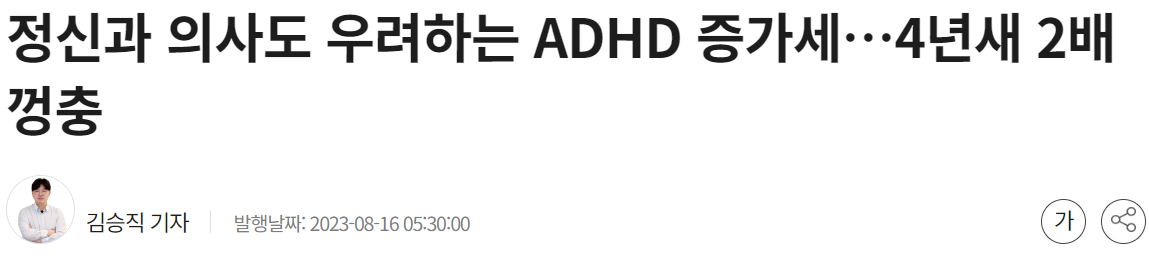 정신과 의사도 우려하는 ADHD 증가세…4년새 2배
껑충
김승직 기자
발행날짜: 2023-08-16 05:30:00
가